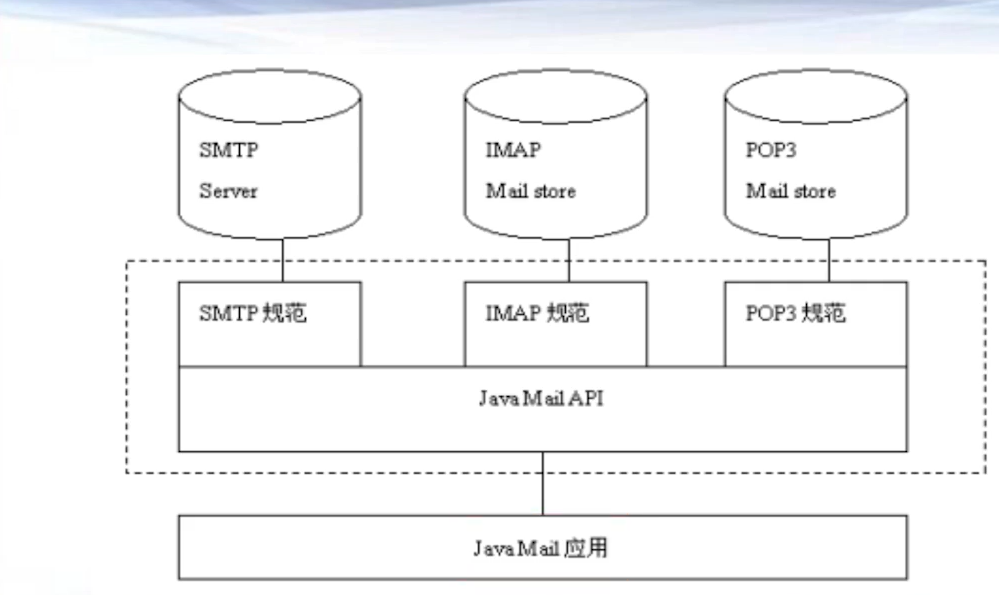 SMTP
Server
IMAP
Mail store
POP3
Mail store
SMTP 规范
IMAP 规范
POP3 规范
JavaMail API
JavaMail 应用